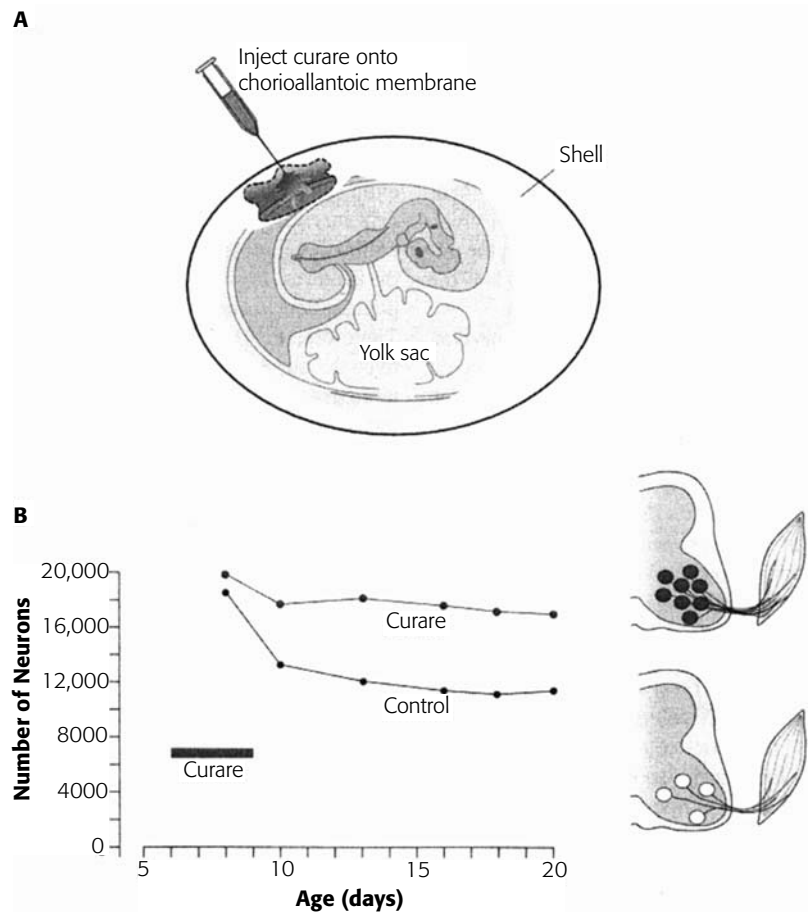 A
Inject curare onto
chorioallantoic membrane
Shell
Yolk sac
B
Number of Neurons
20,000
16,000
12,000
8000
4000
0
Curare
Control
Curare
5
10
15
20
Age (days)